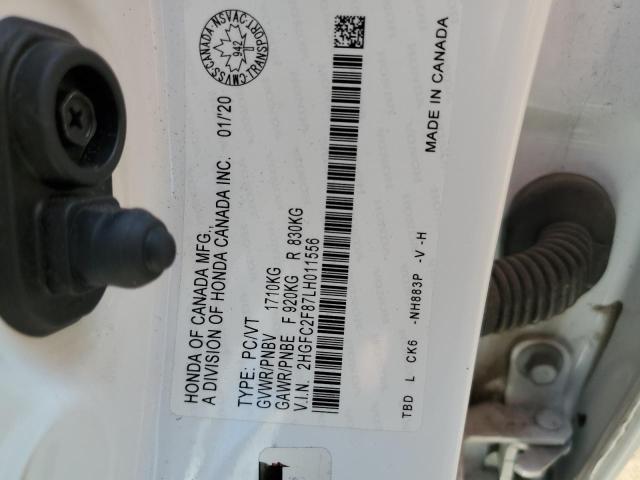 HONDA OF CANADA MFG.,
A DIVISION OF HONDA CANADA INC. 01/'20
TYPE: PC/VT
GVWR/PNBV 1710KG
GAWR/PNBE F 920KG R 830KG
V.I.N. 2HGFC2F87LH011556
CANADA NSVAC
942
CMVSS TRANSPORT
TBD L CK6 -NH883P -V -H
MADE IN CANADA